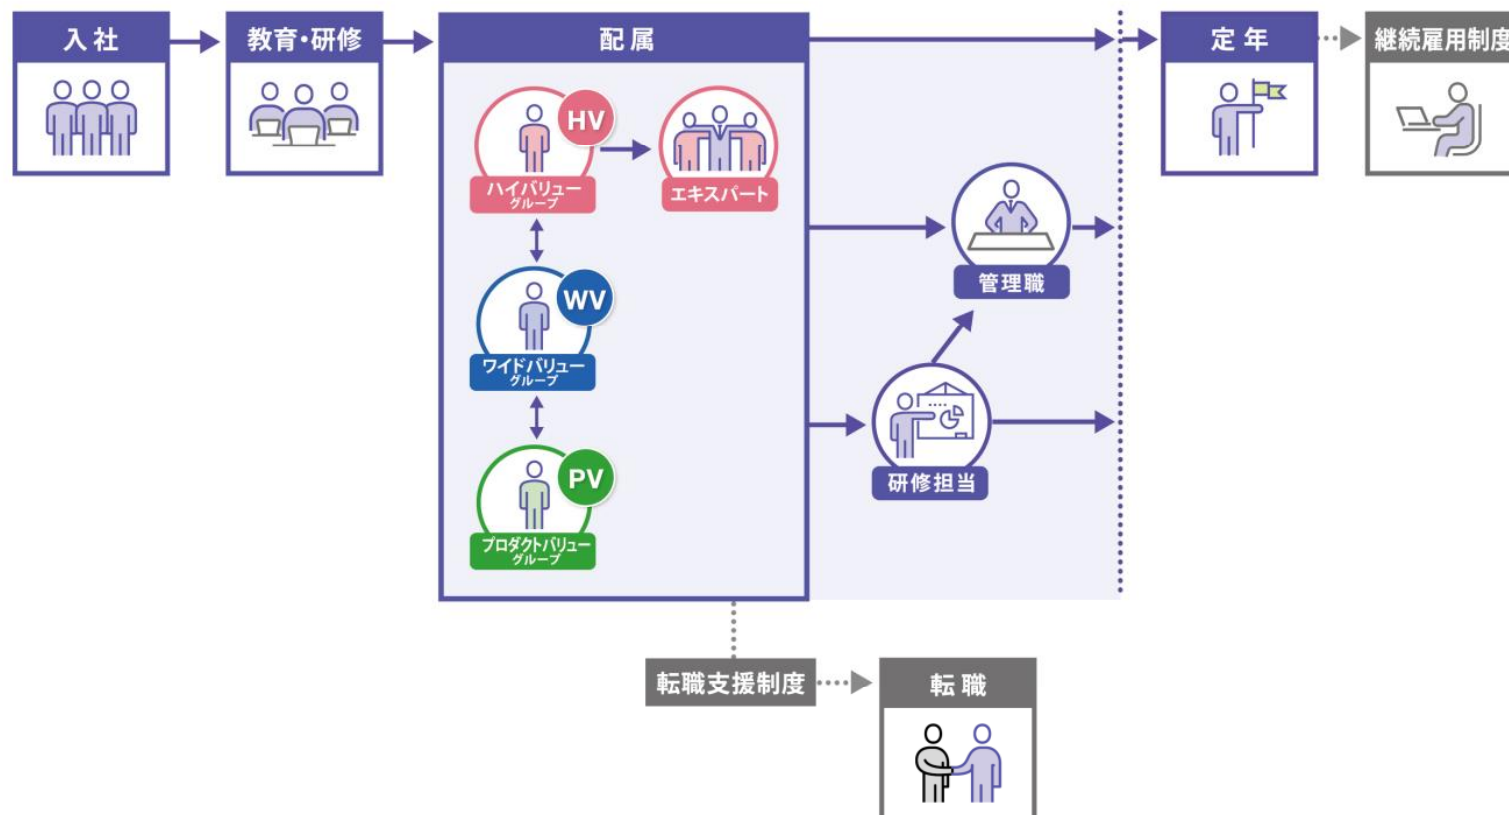 入社
教育・研修
配属
定年
継続雇用制度
HV
ハイバリュー
グループ
エキスパート
WV
ワイドバリュー
グループ
管理職
PV
プロダクトバリュー
グループ
研修担当
転職支援制度
転職